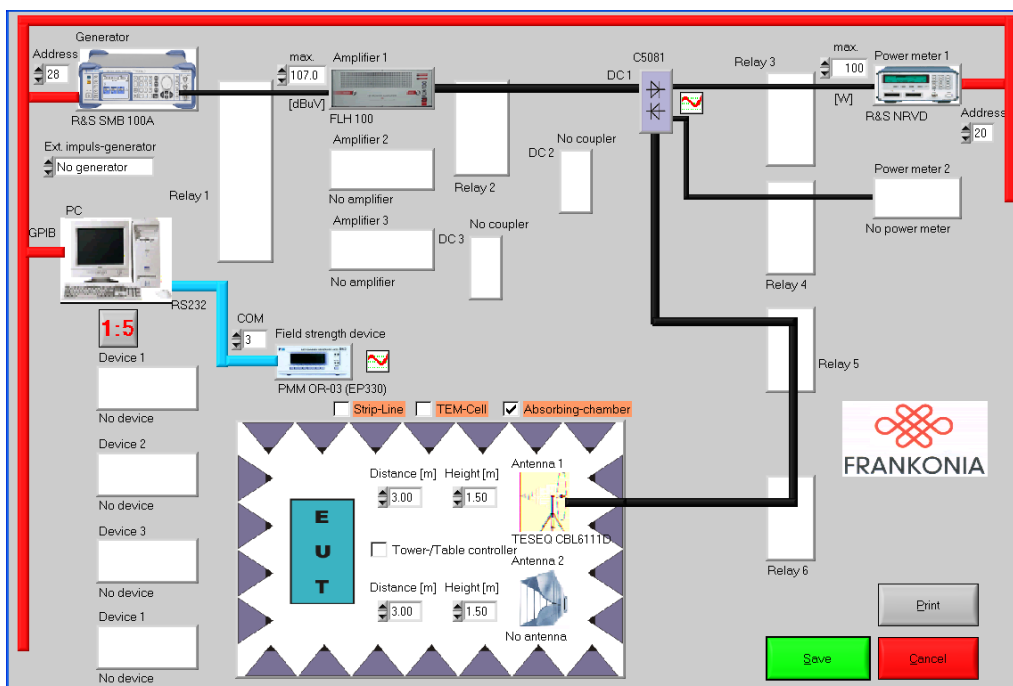 Generator
Address
28
R&S SMB 100A
max.
107.0
[dBuV]
Amplifier 1
FLH 100
C5081
DC 1
Relay 3
max.
100
[W]
Power meter 1
R&S NRVD
Address
20
Ext. impuls-generator
No generator
Relay 1
Amplifier 2
No amplifier
Relay 2
No coupler
DC 2
Power meter 2
No power meter
Amplifier 3
No amplifier
No coupler
DC 3
Relay 4
PC
GPIB
RS232
1:5
COM
3
Field strength device
PMM OR-03 (EP330)
Relay 5
Device 1
No device
Device 2
No device
Device 3
No device
Device 1
No device
Strip-Line
TEM-Cell
Absorbing-chamber
FRANKONIA
Distance [m]
3.00
Height [m]
1.50
Antenna 1
TESEQ CBL6111D
E
U
T
Tower-/Table controller
Antenna 2
Distance [m]
3.00
Height [m]
1.50
No antenna
Relay 6
Print
Save
Cancel